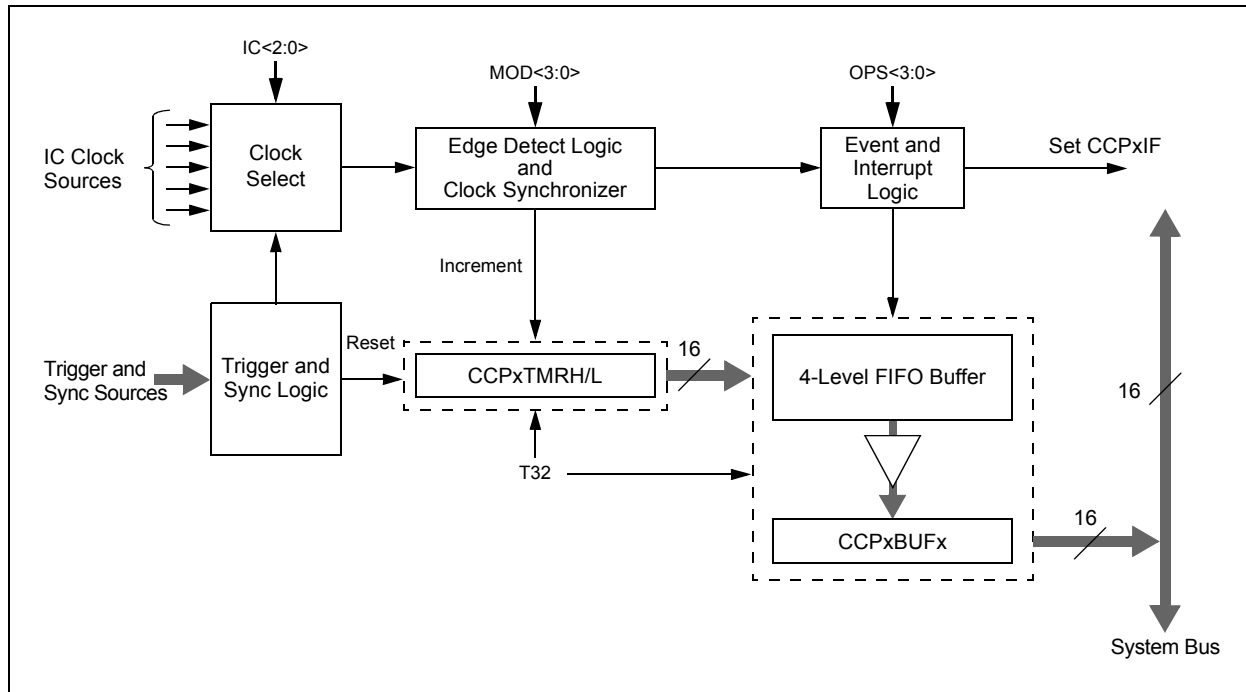 IC<2:0>
MOD<3:0>
OPS<3:0>
IC Clock
Sources
Clock
Select
Edge Detect Logic
and
Clock Synchronizer
Event and
Interrupt
Logic
Set CCPxIF
Increment
Trigger and
Sync Sources
Trigger and
Sync Logic
Reset
CCPxTMRH/L
16
4-Level FIFO Buffer
16
T32
CCPxBUFx
16
System Bus